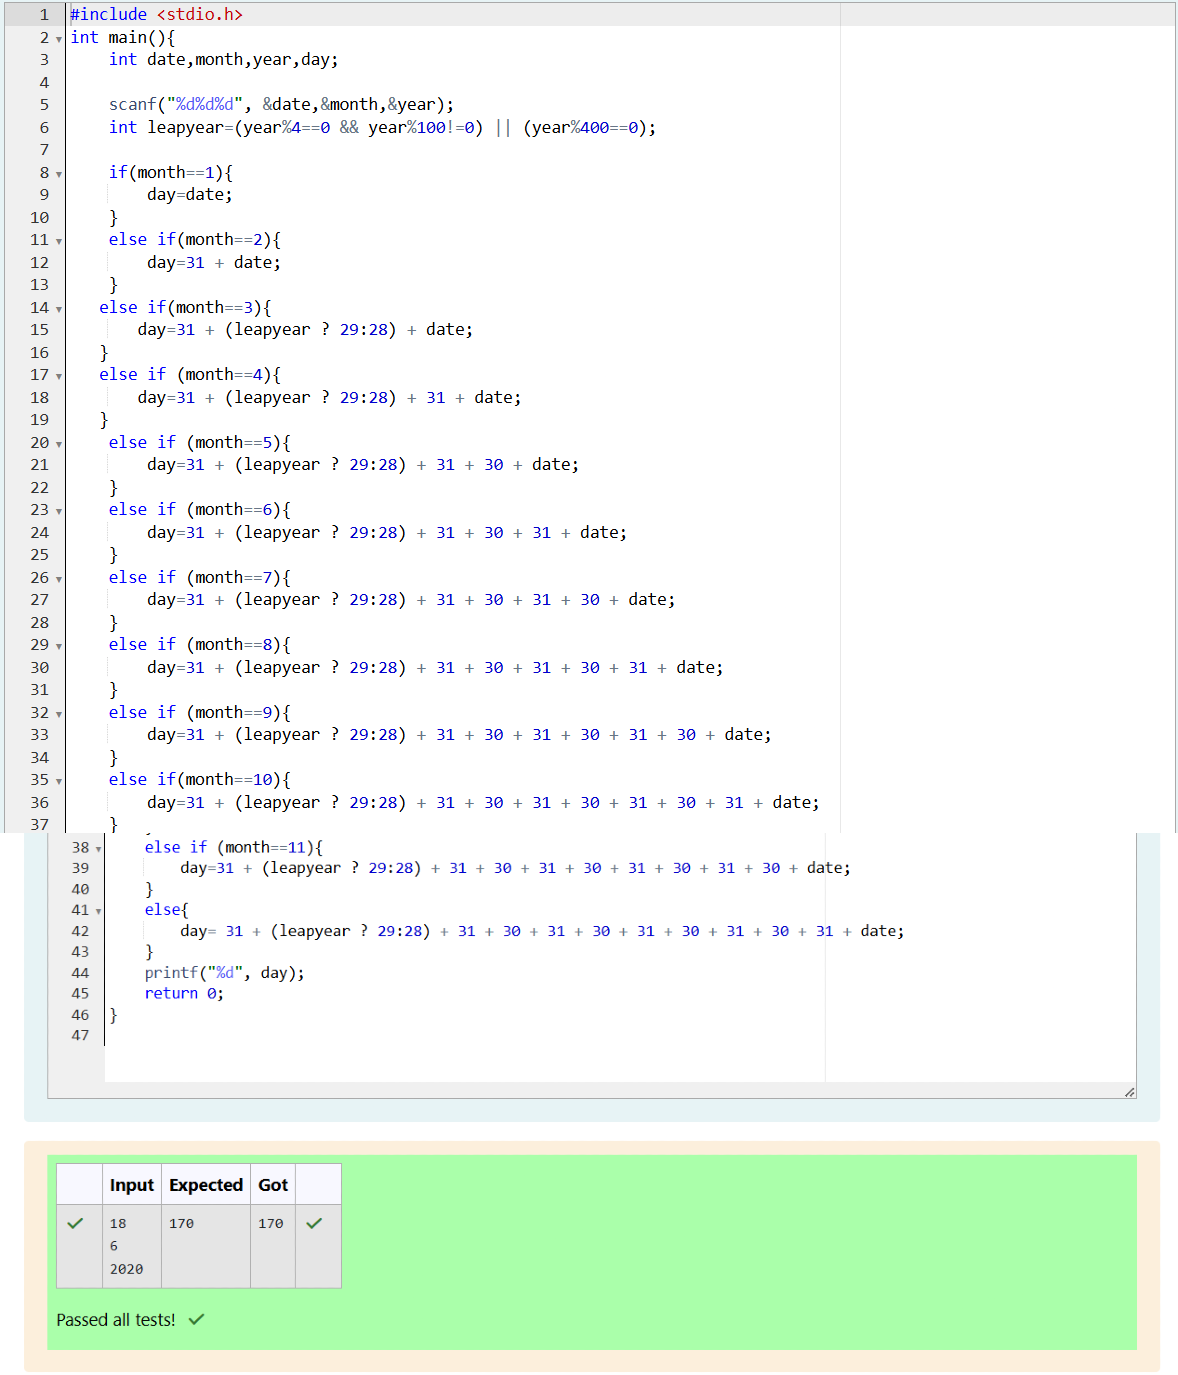 1 #include <stdio.h>
2 int main(){
3     int date,month,year,day;
4
5     scanf("%d%d%d", &date,&month,&year);
6     int leapyear=(year%4==0 && year%100!=0) || (year%400==0);
7
8     if(month==1){
9         day=date;
10     }
11     else if(month==2){
12         day=31 + date;
13     }
14    else if(month==3){
15        day=31 + (leapyear ? 29:28) + date;
16    }
17    else if (month==4){
18        day=31 + (leapyear ? 29:28) + 31 + date;
19    }
20     else if (month==5){
21         day=31 + (leapyear ? 29:28) + 31 + 30 + date;
22     }
23     else if (month==6){
24         day=31 + (leapyear ? 29:28) + 31 + 30 + 31 + date;
25     }
26     else if (month==7){
27         day=31 + (leapyear ? 29:28) + 31 + 30 + 31 + 30 + date;
28     }
29     else if (month==8){
30         day=31 + (leapyear ? 29:28) + 31 + 30 + 31 + 30 + 31 + date;
31     }
32     else if (month==9){
33         day=31 + (leapyear ? 29:28) + 31 + 30 + 31 + 30 + 31 + 30 + date;
34     }
35     else if(month==10){
36         day=31 + (leapyear ? 29:28) + 31 + 30 + 31 + 30 + 31 + 30 + 31 + date;
37     }
38     else if (month==11){
39         day=31 + (leapyear ? 29:28) + 31 + 30 + 31 + 30 + 31 + 30 + 31 + 30 + date;
40     }
41     else{
42         day= 31 + (leapyear ? 29:28) + 31 + 30 + 31 + 30 + 31 + 30 + 31 + 30 + 31 + date;
43     }
44     printf("%d", day);
45     return 0;
46 }
47
Input Expected Got
18 170 170
6
2020
Passed all tests!